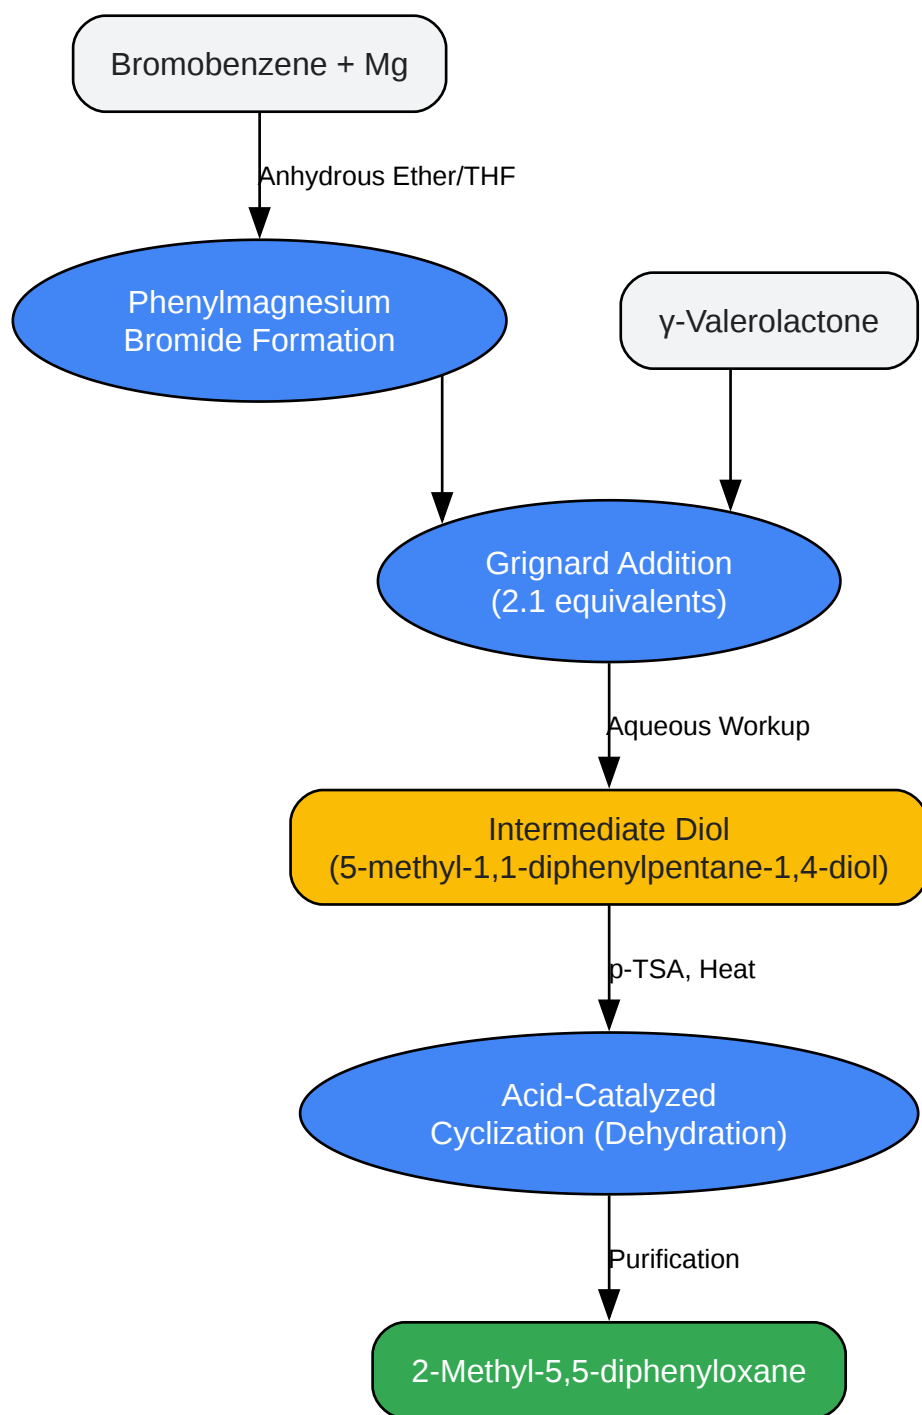 Bromobenzene + Mg
Anhydrous Ether/THF
Phenylmagnesium
Bromide Formation
γ-Valerolactone
Grignard Addition
(2.1 equivalents)
Aqueous Workup
Intermediate Diol
(5-methyl-1,1-diphenylpentane-1,4-diol)
p-TSA, Heat
Acid-Catalyzed
Cyclization (Dehydration)
Purification
2-Methyl-5,5-diphenyloxane